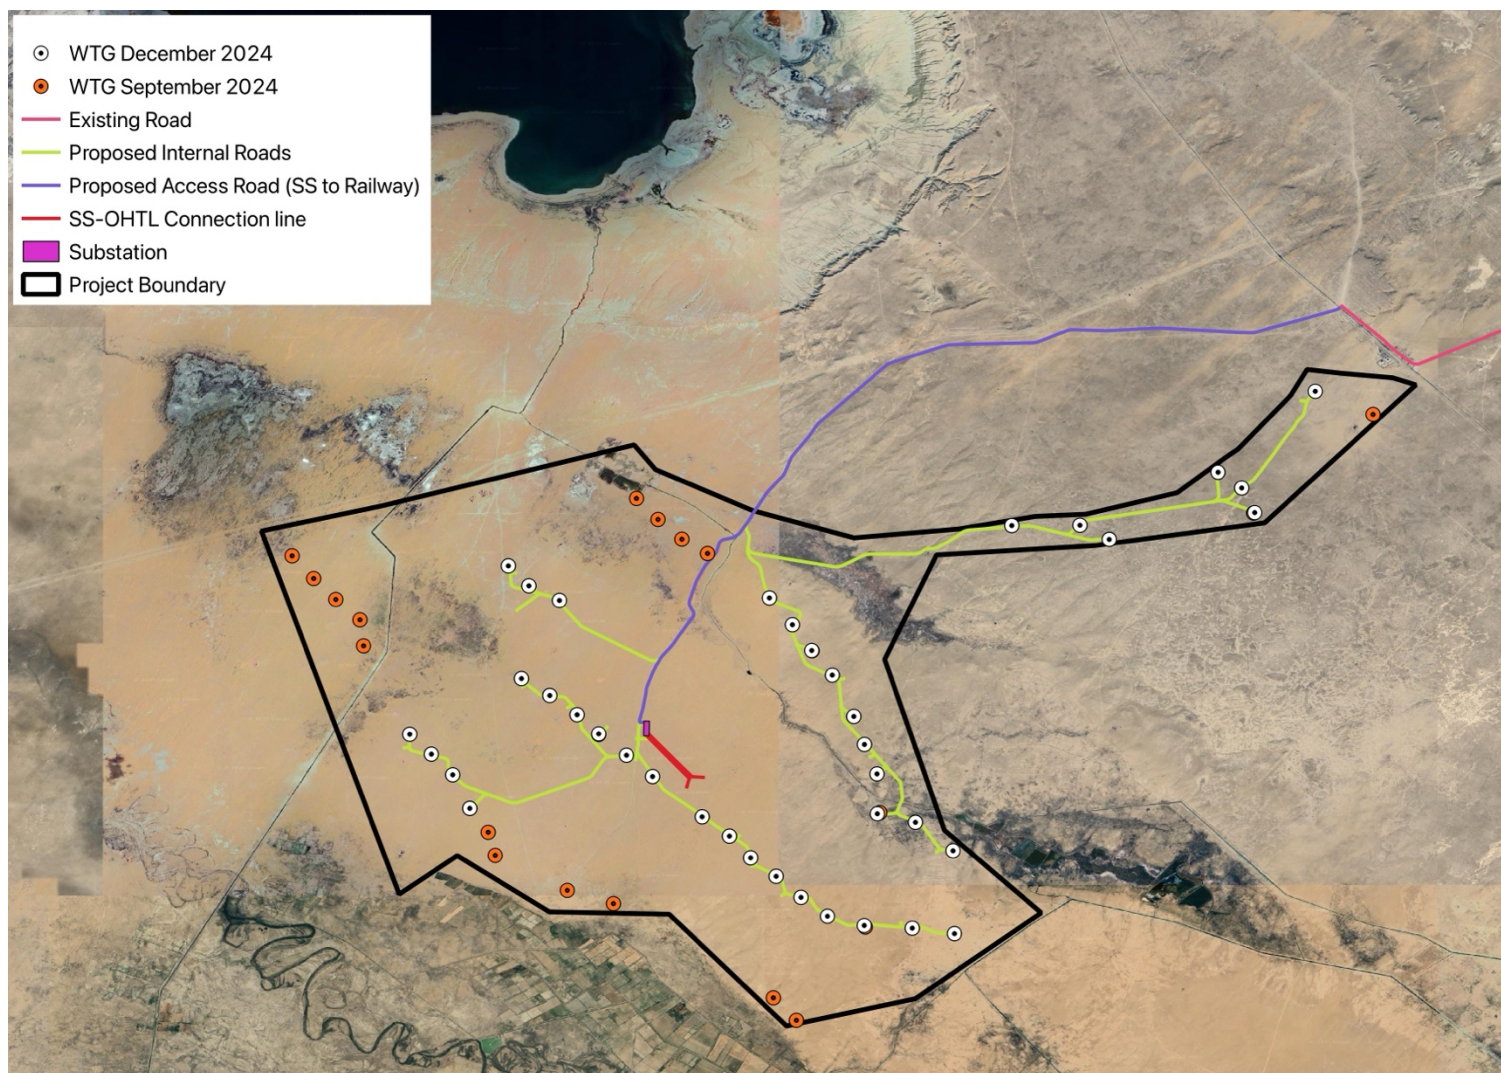 WTG December 2024
WTG September 2024
Existing Road
Proposed Internal Roads
Proposed Access Road (SS to Railway)
SS-OHTL Connection line
Substation
Project Boundary